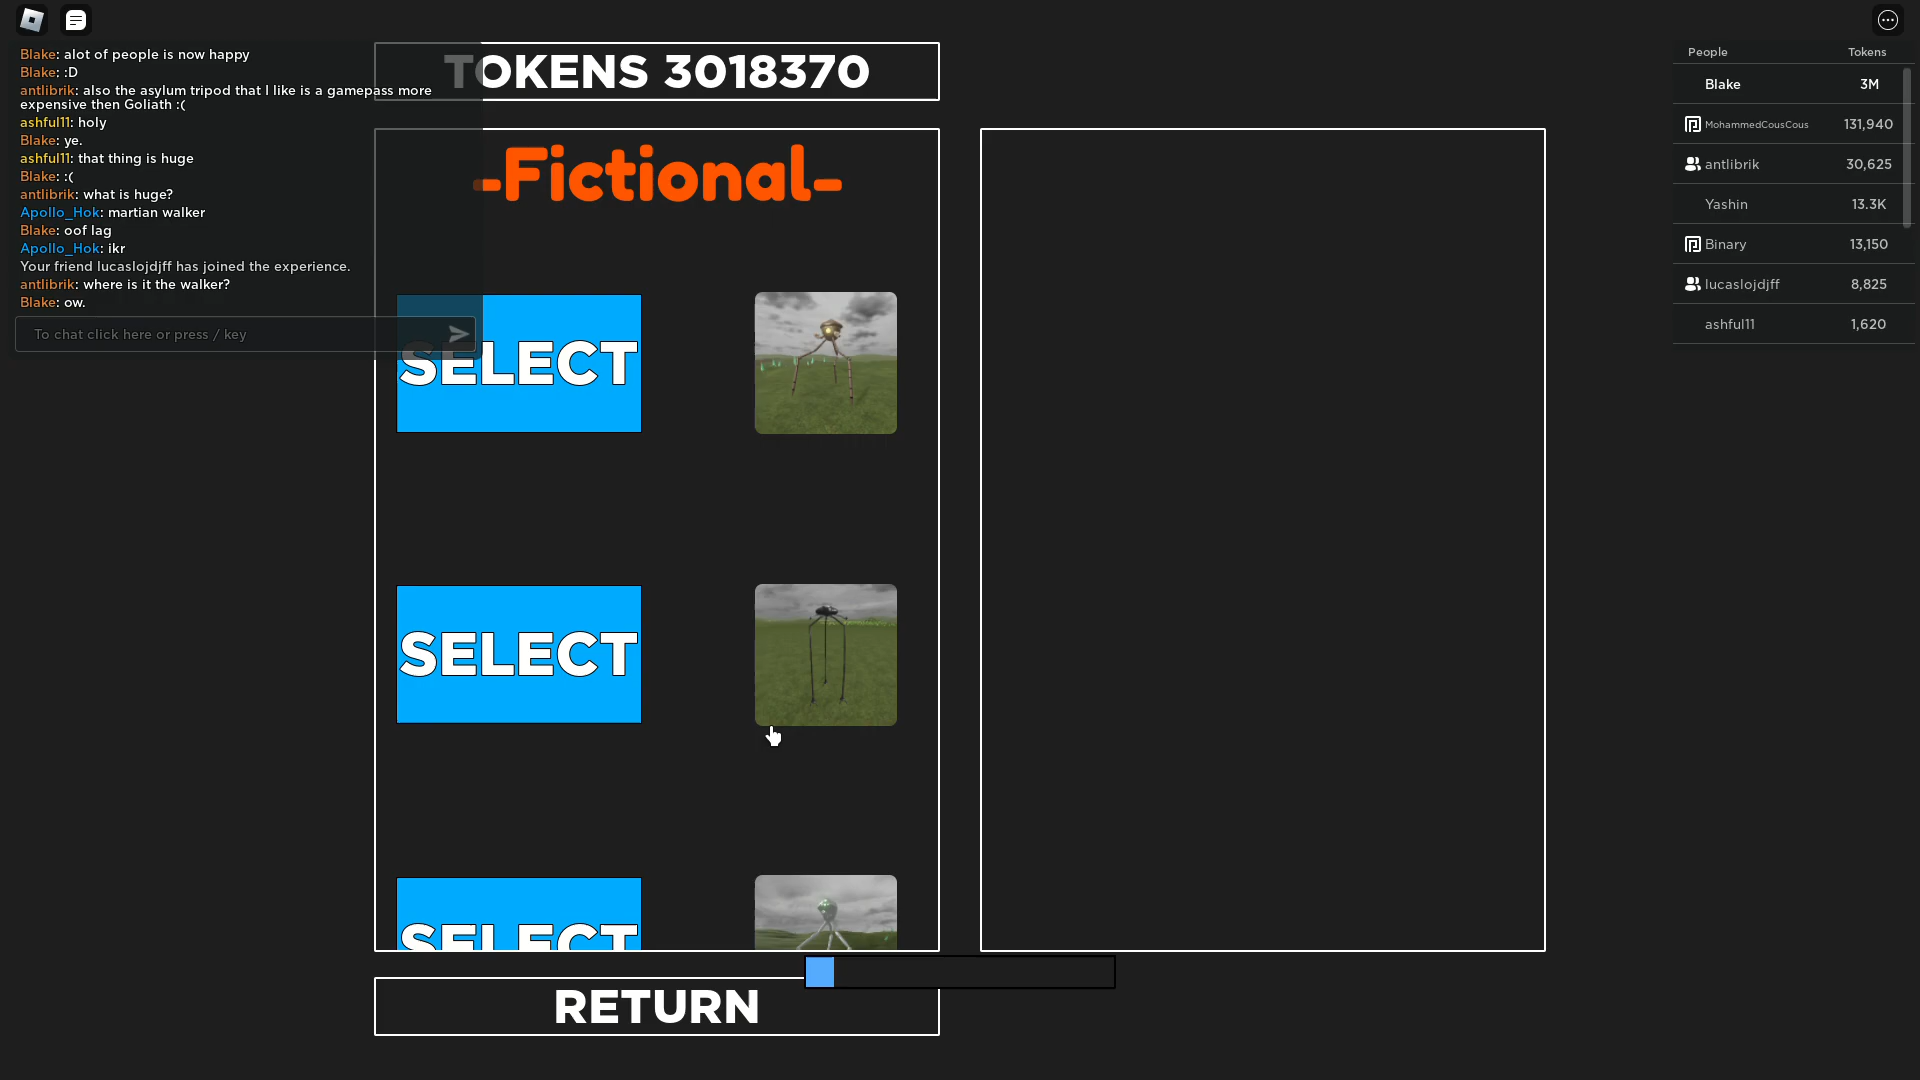 Blake: alot of people is now happy
Blake: :D
antlibrik: also the asylum tripod that I like is a gamepass more
expensive then Goliath :(
ashful11: holy
Blake: ye.
ashful11: that thing is huge
Blake: :(
antlibrik: what is huge?
Apollo_Hok: martian walker
Blake: oof lag
Apollo_Hok: ikr
Your friend lucaslojdjff has joined the experience.
antlibrik: where is it the walker?
Blake: ow.
To chat click here or press / key
TOKENS 3018370
-Fictional-
SELECT
SELECT
SELECT
RETURN
People Tokens
Blake 3M
MohammedCousCous 131,940
antlibrik 30,625
Yashin 13.3K
Binary 13,150
lucaslojdjff 8,825
ashful11 1,620